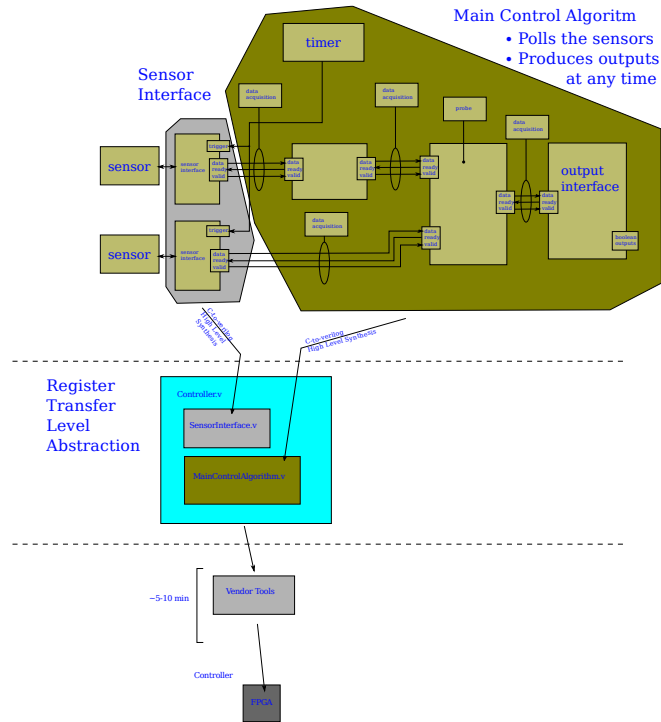 Main Control Algoritm
• Polls the sensors
• Produces outputs
at any time
timer
Sensor
Interface
data
acquisition
data
acquisition
probe
data
acquisition
trigger
sensor
sensor
interface
data
ready
valid
data
ready
valid
data
ready
valid
data
ready
valid
output
interface
data
ready
valid
data
ready
valid
trigger
sensor
sensor
interface
data
ready
valid
data
acquisition
data
ready
valid
boolean
outputs
C-to-verilog
High Level
Synthesis
C-to-verilog
High Level Synthesis
Register
Transfer
Level
Abstraction
Controller.v
SensorInterface.v
MainControlAlgorithm.v
~5-10 min
Vendor Tools
Controller
FPGA